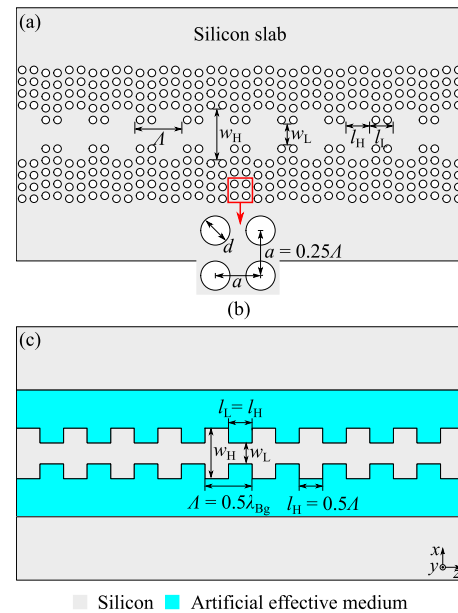 (a)
Silicon slab
Λ
w_H
w_L
l_H
l_L
d
a = 0.25Λ
a
(b)
(c)
l_L = l_H
w_H
w_L
Λ = 0.5λ_Bg
l_H = 0.5Λ
x
y
z
Silicon
Artificial effective medium